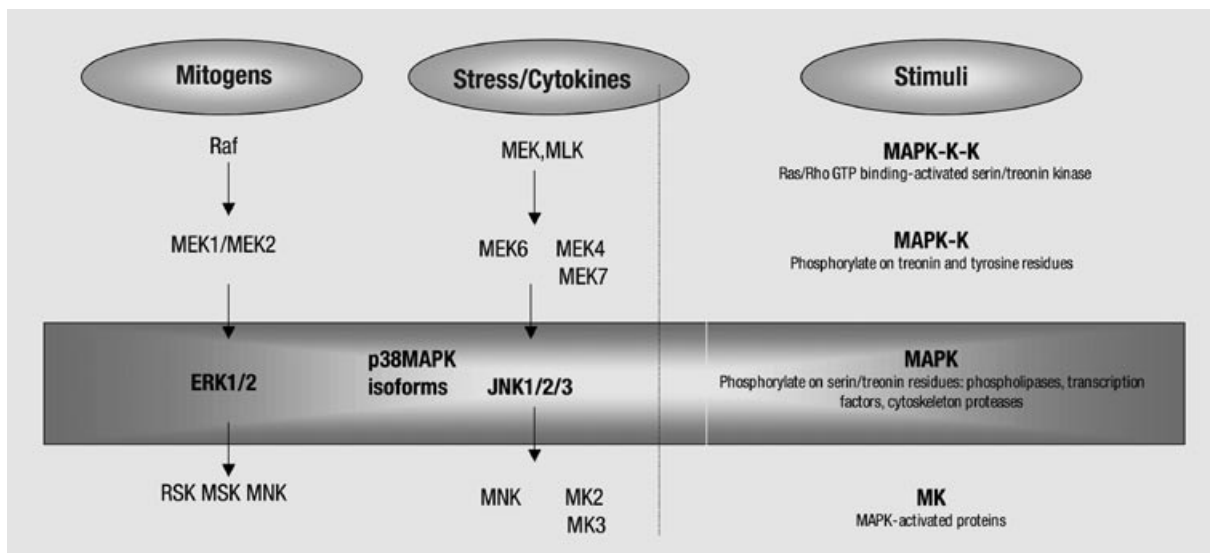 Mitogens
Stress/Cytokines
Stimuli
Raf
MEK,MLK
MAPK-K-K
Ras/Rho GTP binding-activated serin/treonin kinase
MEK1/MEK2
MEK6 MEK4
MEK7
MAPK-K
Phosphorylate on treonin and tyrosine residues
ERK1/2
p38MAPK
isoforms
JNK1/2/3
MAPK
Phosphorylate on serin/treonin residues: phospholipases, transcription
factors, cytoskeleton proteases
RSK MSK MNK
MNK MK2
MK3
MK
MAPK-activated proteins